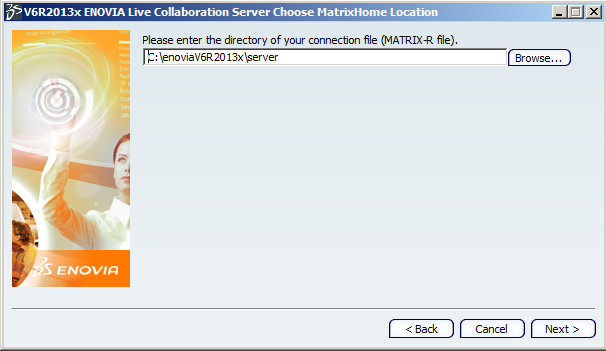 V6R2013x ENOVIA Live Collaboration Server Choose MatrixHome Location
Please enter the directory of your connection file (MATRIX-R file).
C:\enoviaV6R2013x\server
Browse...
ENOVIA
< Back
Cancel
Next >